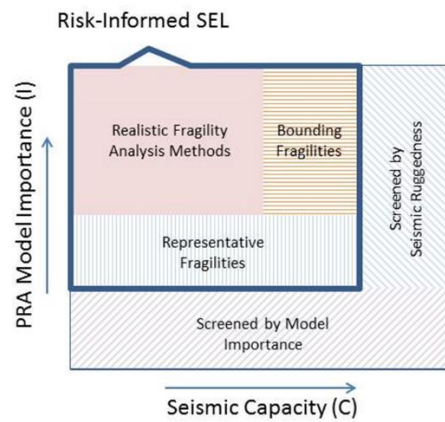 Risk-Informed SEL
Realistic Fragility
Analysis Methods
Bounding
Fragilities
Screened by
Seismic Ruggedness
Representative
Fragilities
Screened by Model
Importance
PRA Model Importance (I)
Seismic Capacity (C)